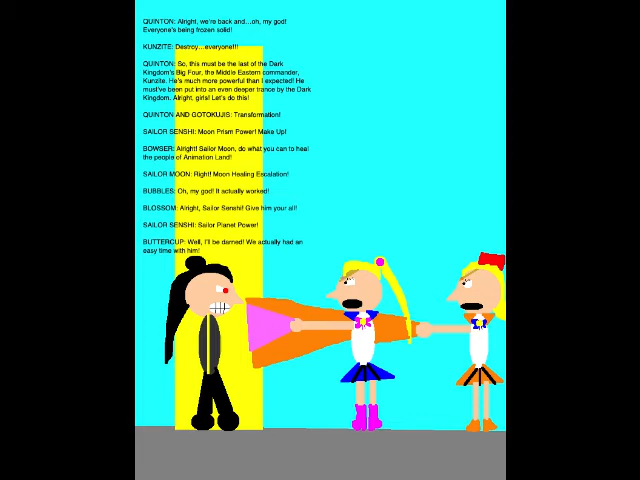 QUINTON: Alright, we're back and...oh, my god!
Everyone's being frozen solid!
KUNZITE: Destroy...everyone!!!
QUINTON: So, this must be the last of the Dark
Kingdom's Big Four, the Middle Eastern commander,
Kunzite. He's much more powerful than I expected! He
must've been put into an even deeper trance by the Dark
Kingdom. Alright, girls! Let's do this!
QUINTON AND GOTOKUJIS: Transformation!
SAILOR SENSHI: Moon Prism Power! Make Up!
BOWSER: Alright! Sailor Moon, do what you can to heal
the people of Animation Land!
SAILOR MOON: Right! Moon Healing Escalation!
BUBBLES: Oh, my god! It actually worked!
BLOSSOM: Alright, Sailor Senshi! Give him your all!
SAILOR SENSHI: Sailor Planet Power!
BUTTERCUP: Well, I'll be darned! We actually had an
easy time with him!